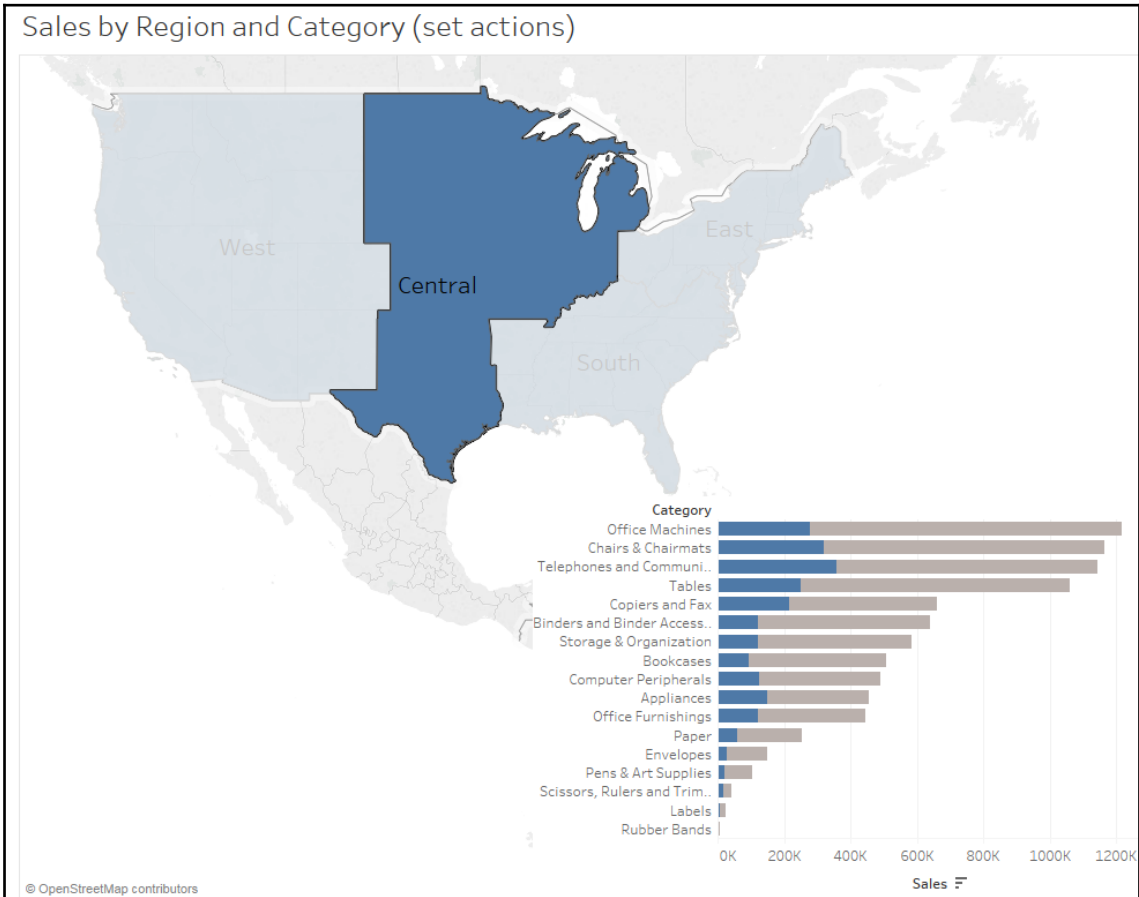 Sales by Region and Category (set actions)
West
East
Central
South
Category
Office Machines
Chairs & Chairmats
Telephones and Communi..
Tables
Copiers and Fax
Binders and Binder Access..
Storage & Organization
Bookcases
Computer Peripherals
Appliances
Office Furnishings
Paper
Envelopes
Pens & Art Supplies
Scissors, Rulers and Trim..
Labels
Rubber Bands
0K 200K 400K 600K 800K 1000K 1200K
Sales
© OpenStreetMap contributors